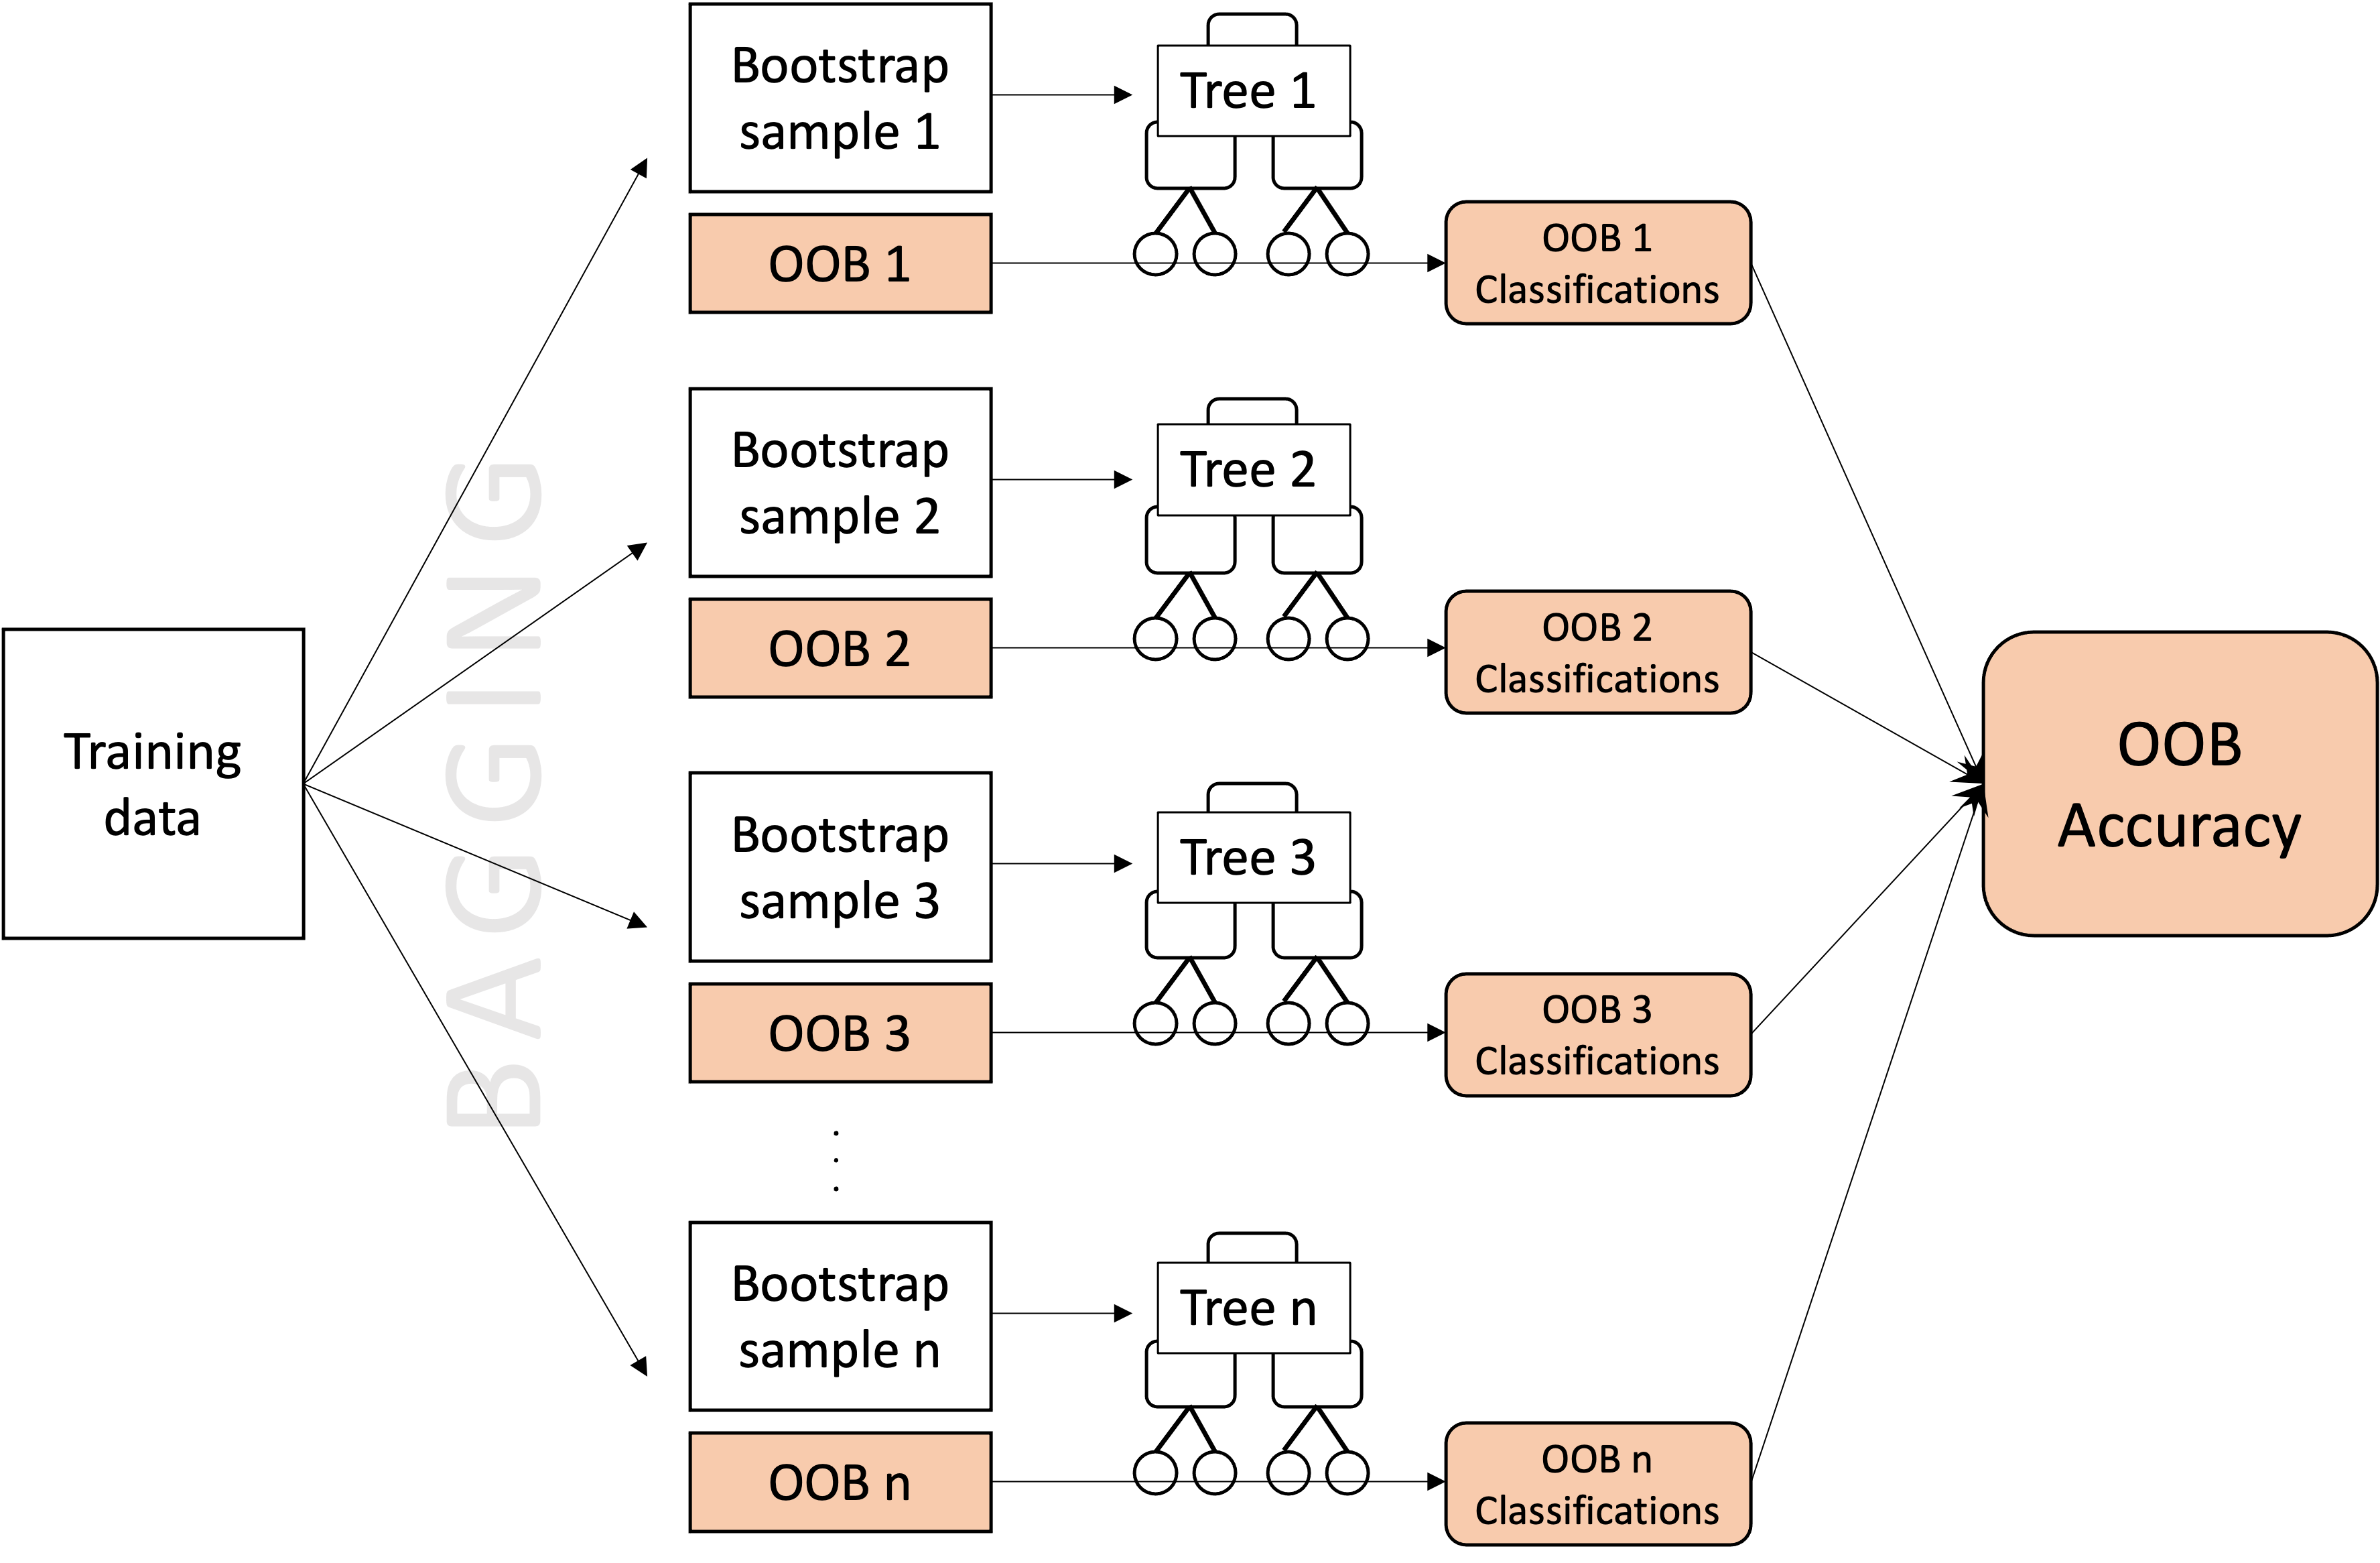 Training
data
BAGGING
Bootstrap
sample 1
Tree 1
OOB 1
OOB 1
Classifications
Bootstrap
sample 2
Tree 2
OOB 2
OOB 2
Classifications
Bootstrap
sample 3
Tree 3
OOB 3
OOB 3
Classifications
Bootstrap
sample n
Tree n
OOB n
OOB n
Classifications
OOB
Accuracy